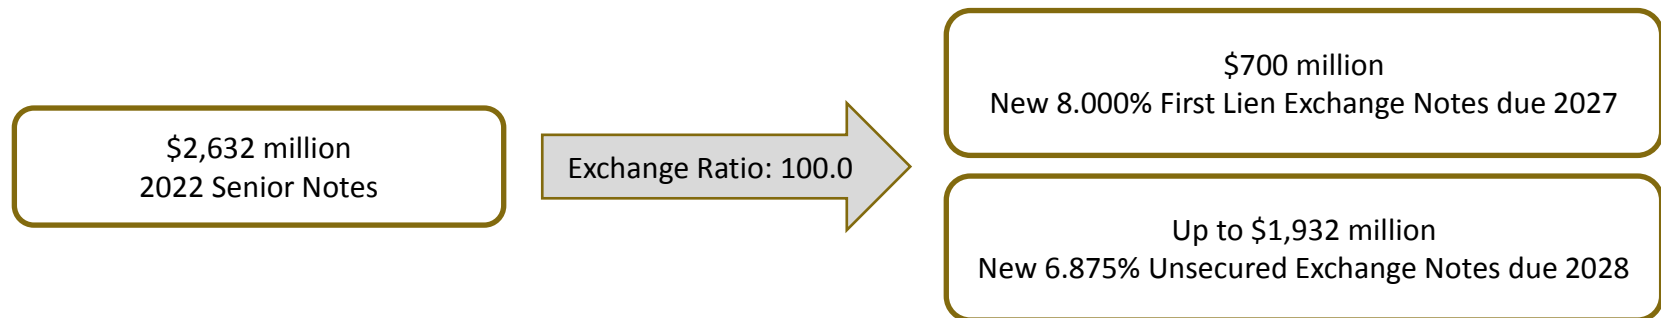 $2,632 million
2022 Senior Notes
Exchange Ratio: 100.0
$700 million
New 8.000% First Lien Exchange Notes due 2027
Up to $1,932 million
New 6.875% Unsecured Exchange Notes due 2028